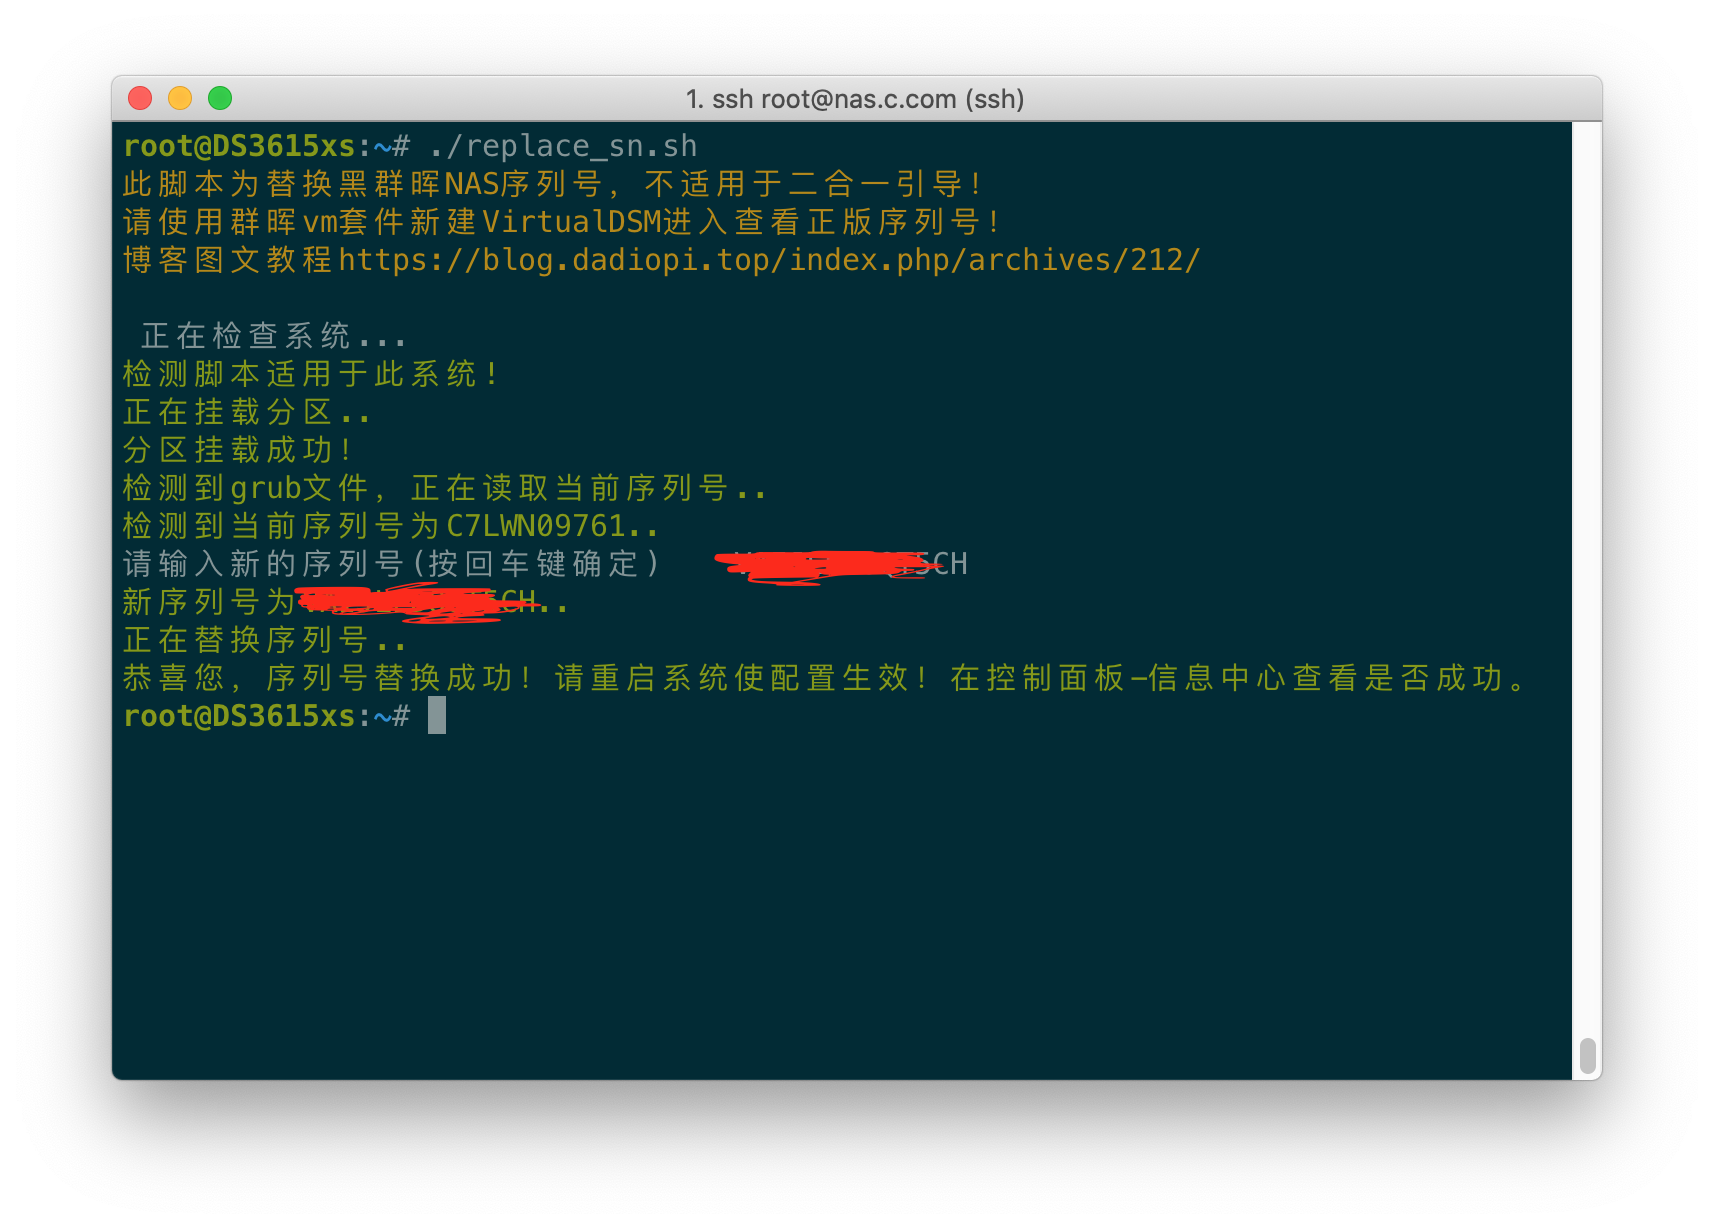 1. ssh root@nas.c.com (ssh)
root@DS3615xs:~# ./replace_sn.sh
此脚本为替换黑群晖NAS序列号，不适用于二合一引导！
请使用群晖vm套件新建VirtualDSM进入查看正版序列号！
博客图文教程https://blog.dadiopi.top/index.php/archives/212/
正在检查系统...
检测脚本适用于此系统！
正在挂载分区..
分区挂载成功！
检测到grub文件，正在读取当前序列号..
检测到当前序列号为C7LWN09761..
请输入新的序列号(按回车键确定)
新序列号为
正在替换序列号..
恭喜您，序列号替换成功！请重启系统使配置生效！在控制面板-信息中心查看是否成功。
root@DS3615xs:~#